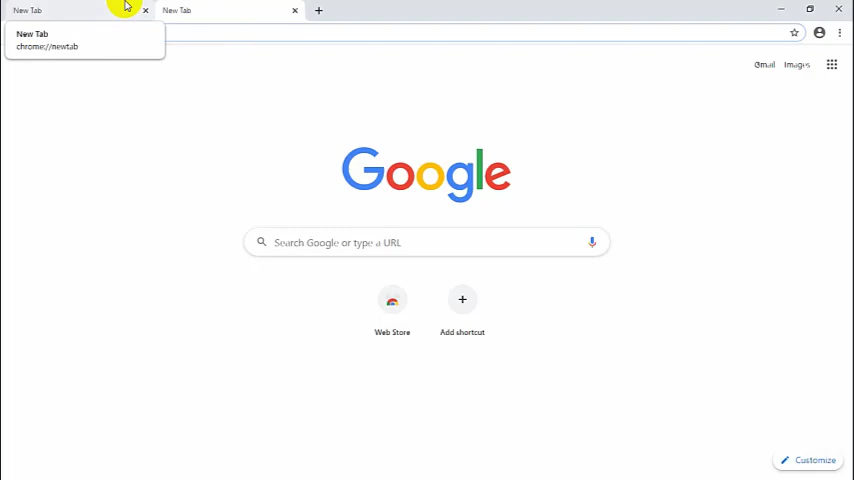 New Tab
New Tab
New Tab
chrome://newtab
Gmail
Images
Google
Search Google or type a URL
Web Store
Add shortcut
Customize